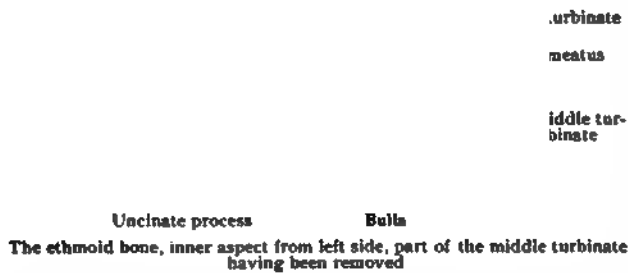 .urbinate
meatus
iddle tur-
binate
Uncinate process Bulla
The ethmoid bone, inner aspect from left side, part of the middle turbinate
having been removed